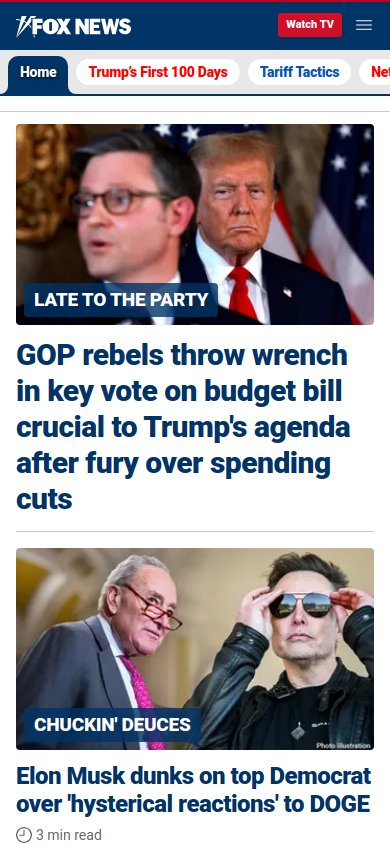 FOX NEWS
Watch TV
Home
Trump's First 100 Days
Tariff Tactics
Net
LATE TO THE PARTY
GOP rebels throw wrench
in key vote on budget bill
crucial to Trump's agenda
after fury over spending
cuts
CHUCKIN' DEUCES
Photo illustration
Elon Musk dunks on top Democrat
over 'hysterical reactions' to DOGE
3 min read